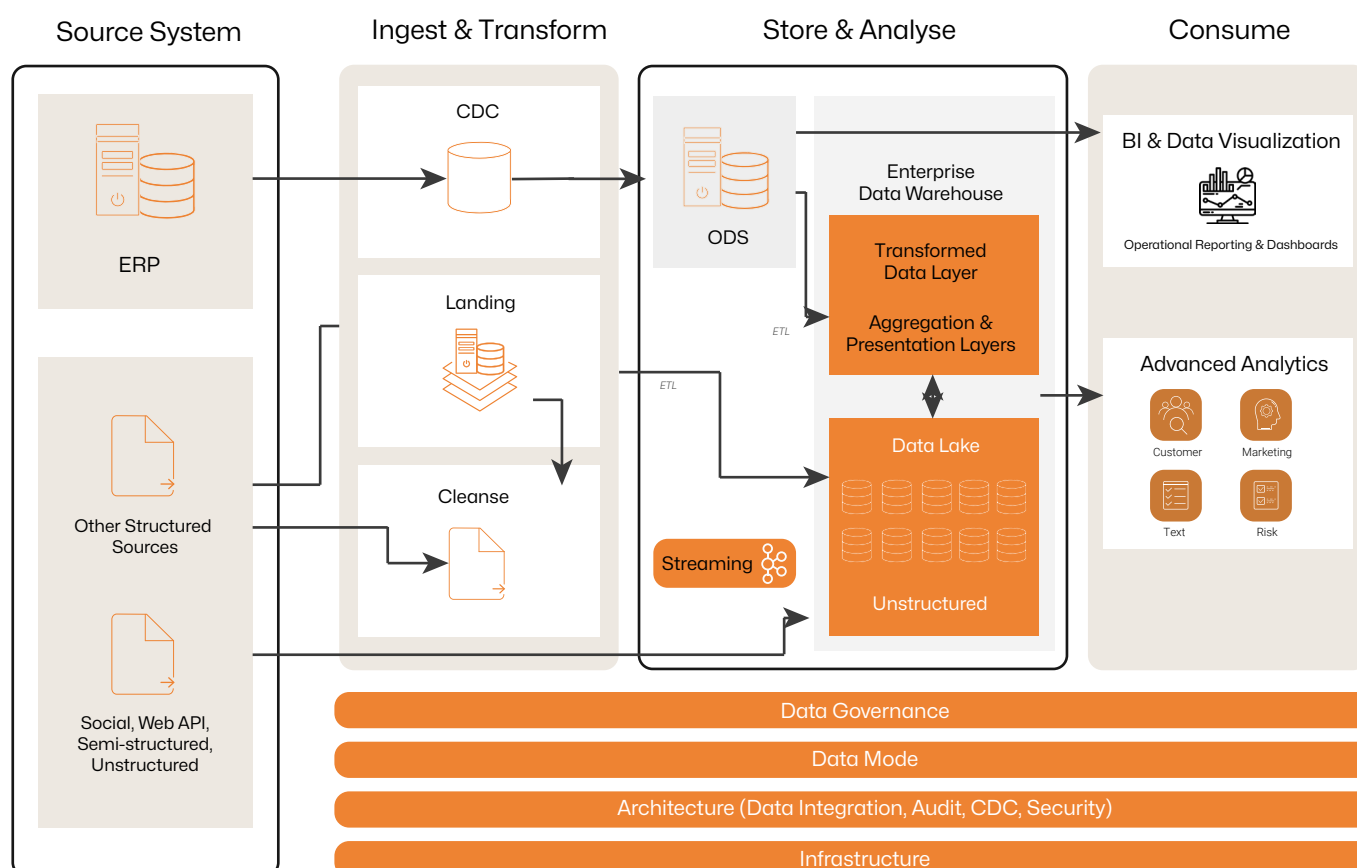 Source System
Ingest & Transform
Store & Analyse
Consume
ERP
Other Structured
Sources
Social, Web API,
Semi-structured,
Unstructured
CDC
Landing
Cleanse
ETL
ODS
ETL
Streaming
Enterprise
Data Warehouse
Transformed
Data Layer
Aggregation &
Presentation Layers
Data Lake
Unstructured
BI & Data Visualization
Operational Reporting & Dashboards
Advanced Analytics
Customer
Marketing
Text
Risk
Data Governance
Data Mode
Architecture (Data Integration, Audit, CDC, Security)
Infrastructure